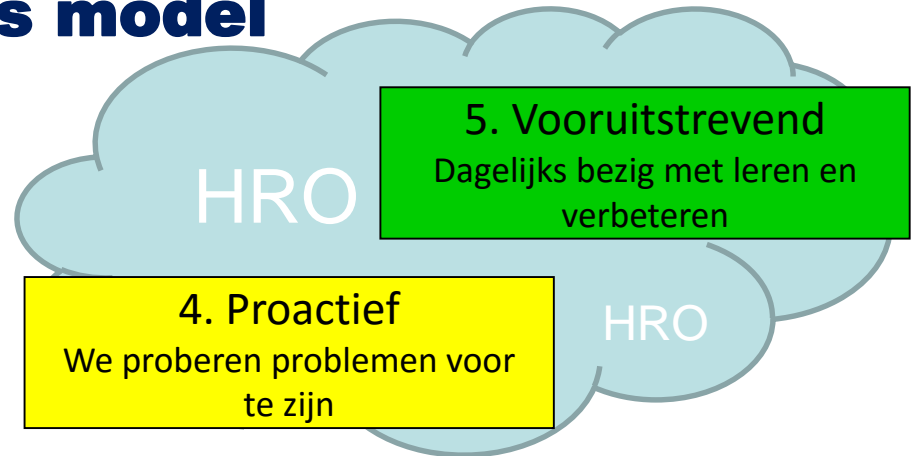 s model
5. Vooruitstrevend
Dagelijks bezig met leren en
verbeteren
HRO
4. Proactief
We proberen problemen voor
te zijn
HRO